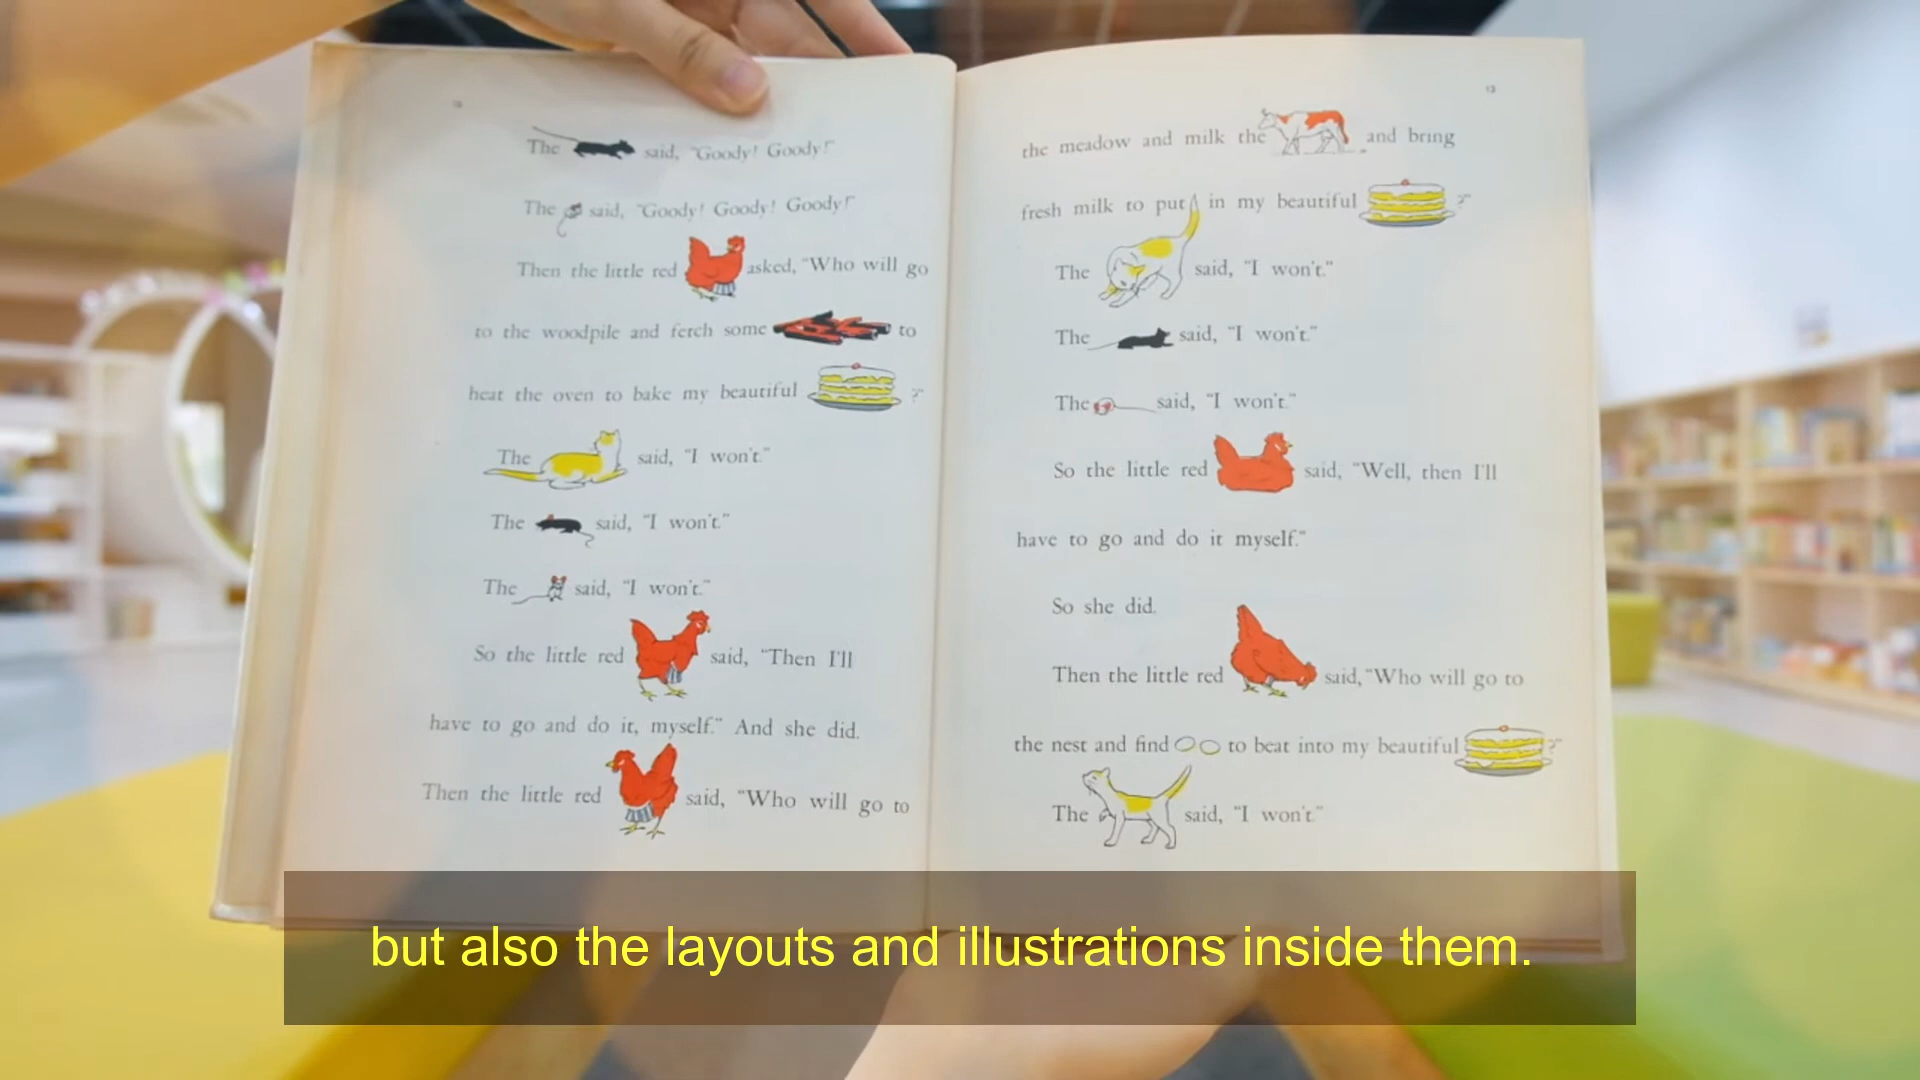 The said, "Goody! Goody!"
The said, "Goody! Goody! Goody!"
Then the little red asked, "Who will go
to the woodpile and fetch some to
heat the oven to bake my beautiful ?"
The said, "I won't."
The said, "I won't."
The said, "I won't."
So the little red said, "Then I'll
have to go and do it, myself." And she did.
Then the little red said, "Who will go to
13
the meadow and milk the and bring
fresh milk to put in my beautiful ?"
The said, "I won't."
The said, "I won't."
The said, "I won't."
So the little red said, "Well, then I'll
have to go and do it myself."
So she did.
Then the little red said, "Who will go to
the nest and find to beat into my beautiful ?"
The said, "I won't."
but also the layouts and illustrations inside them.